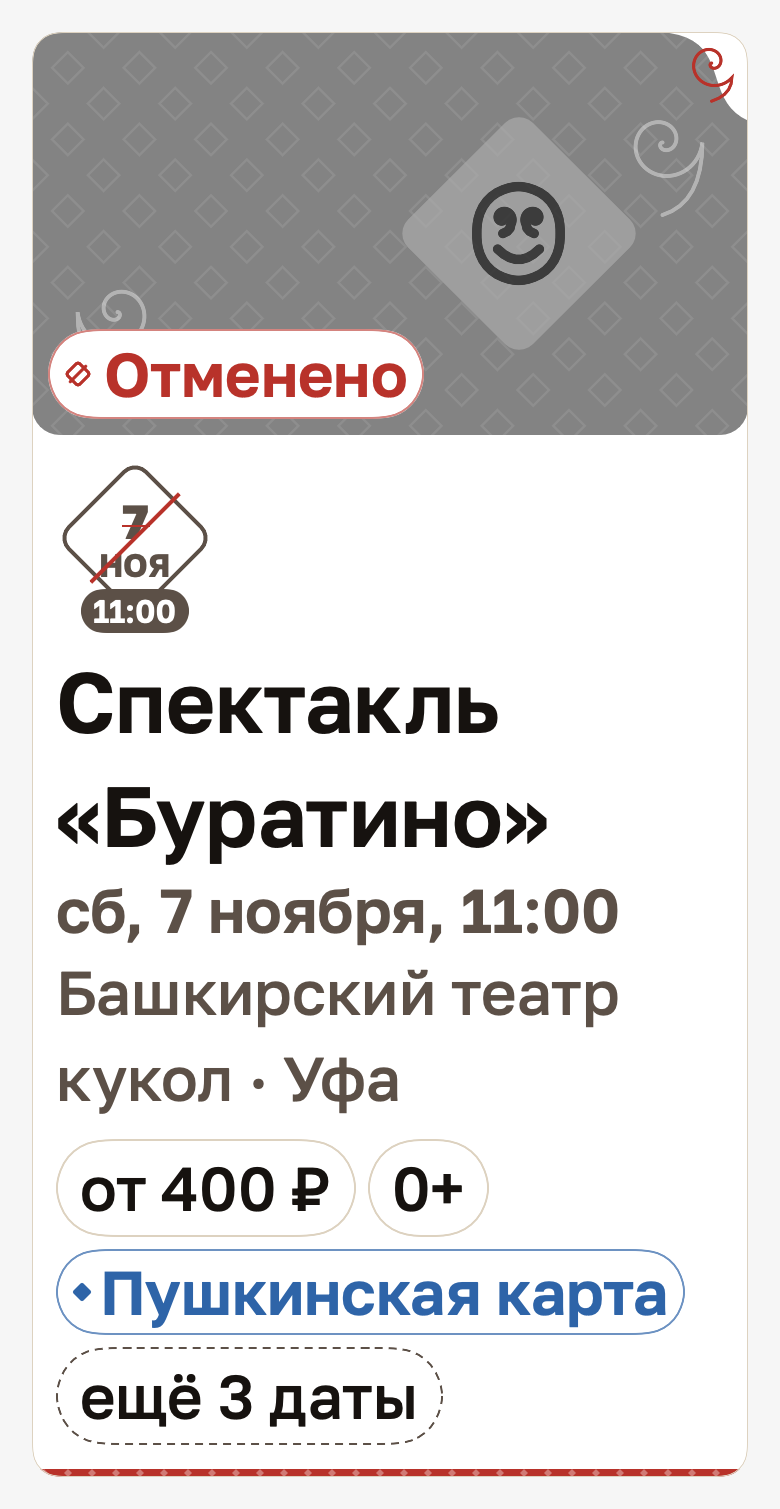 Отменено
7
ноя
11:00
Спектакль
«Буратино»
сб, 7 ноября, 11:00
Башкирский театр
кукол · Уфа
от 400 ₽ 0+
Пушкинская карта
ещё 3 даты